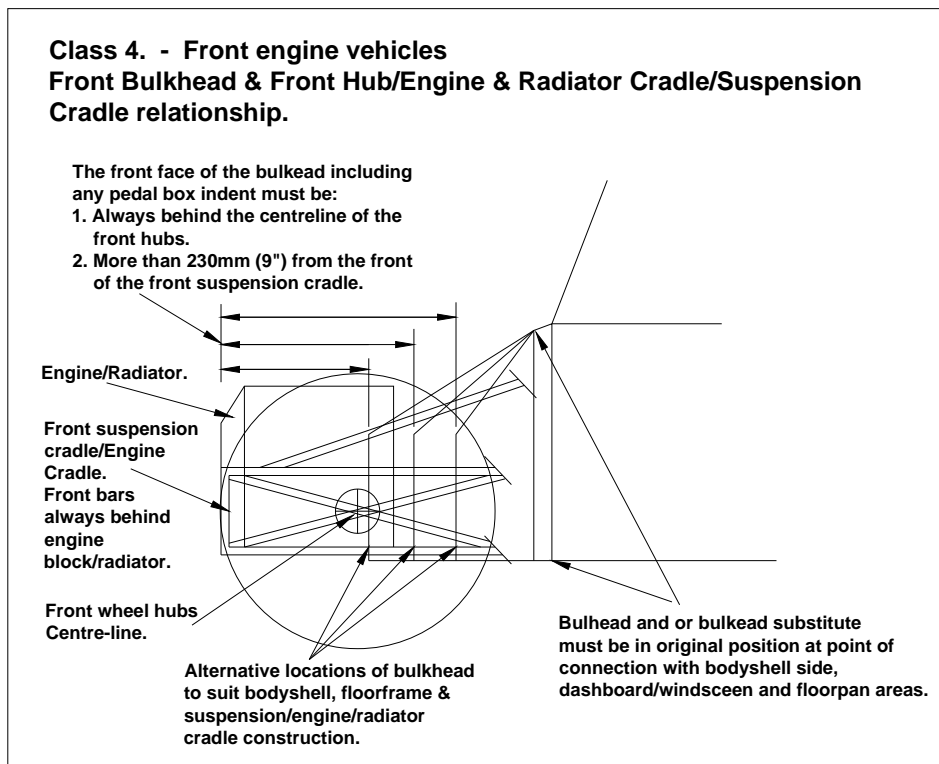 Class 4.  -  Front engine vehicles
Front Bulkhead & Front Hub/Engine & Radiator Cradle/Suspension
Cradle relationship.
The front face of the bulkead including
any pedal box indent must be:
1. Always behind the centreline of the
front hubs.
2. More than 230mm (9") from the front
of the front suspension cradle.
Engine/Radiator.
Front suspension
cradle/Engine
Cradle.
Front bars
always behind
engine
block/radiator.
Front wheel hubs
Centre-line.
Alternative locations of bulkhead
to suit bodyshell, floorframe &
suspension/engine/radiator
cradle construction.
Bulhead and or bulkead substitute
must be in original position at point of
connection with bodyshell side,
dashboard/windsceen and floorpan areas.